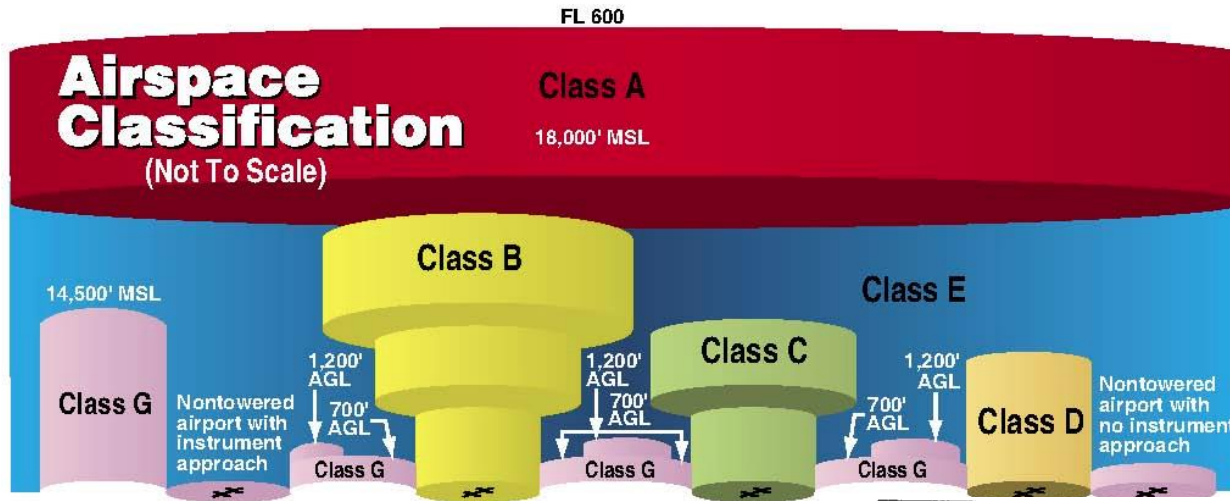 FL 600
Airspace
Classification
(Not To Scale)
Class A
18,000' MSL
Class B
Class E
14,500' MSL
Class C
1,200'
AGL
1,200'
AGL
1,200'
AGL
Class G
Nontowered
airport with
instrument
approach
700'
AGL
700'
AGL
700'
AGL
Class D
Nontowered
airport with
no instrument
approach
Class G
Class G
Class G